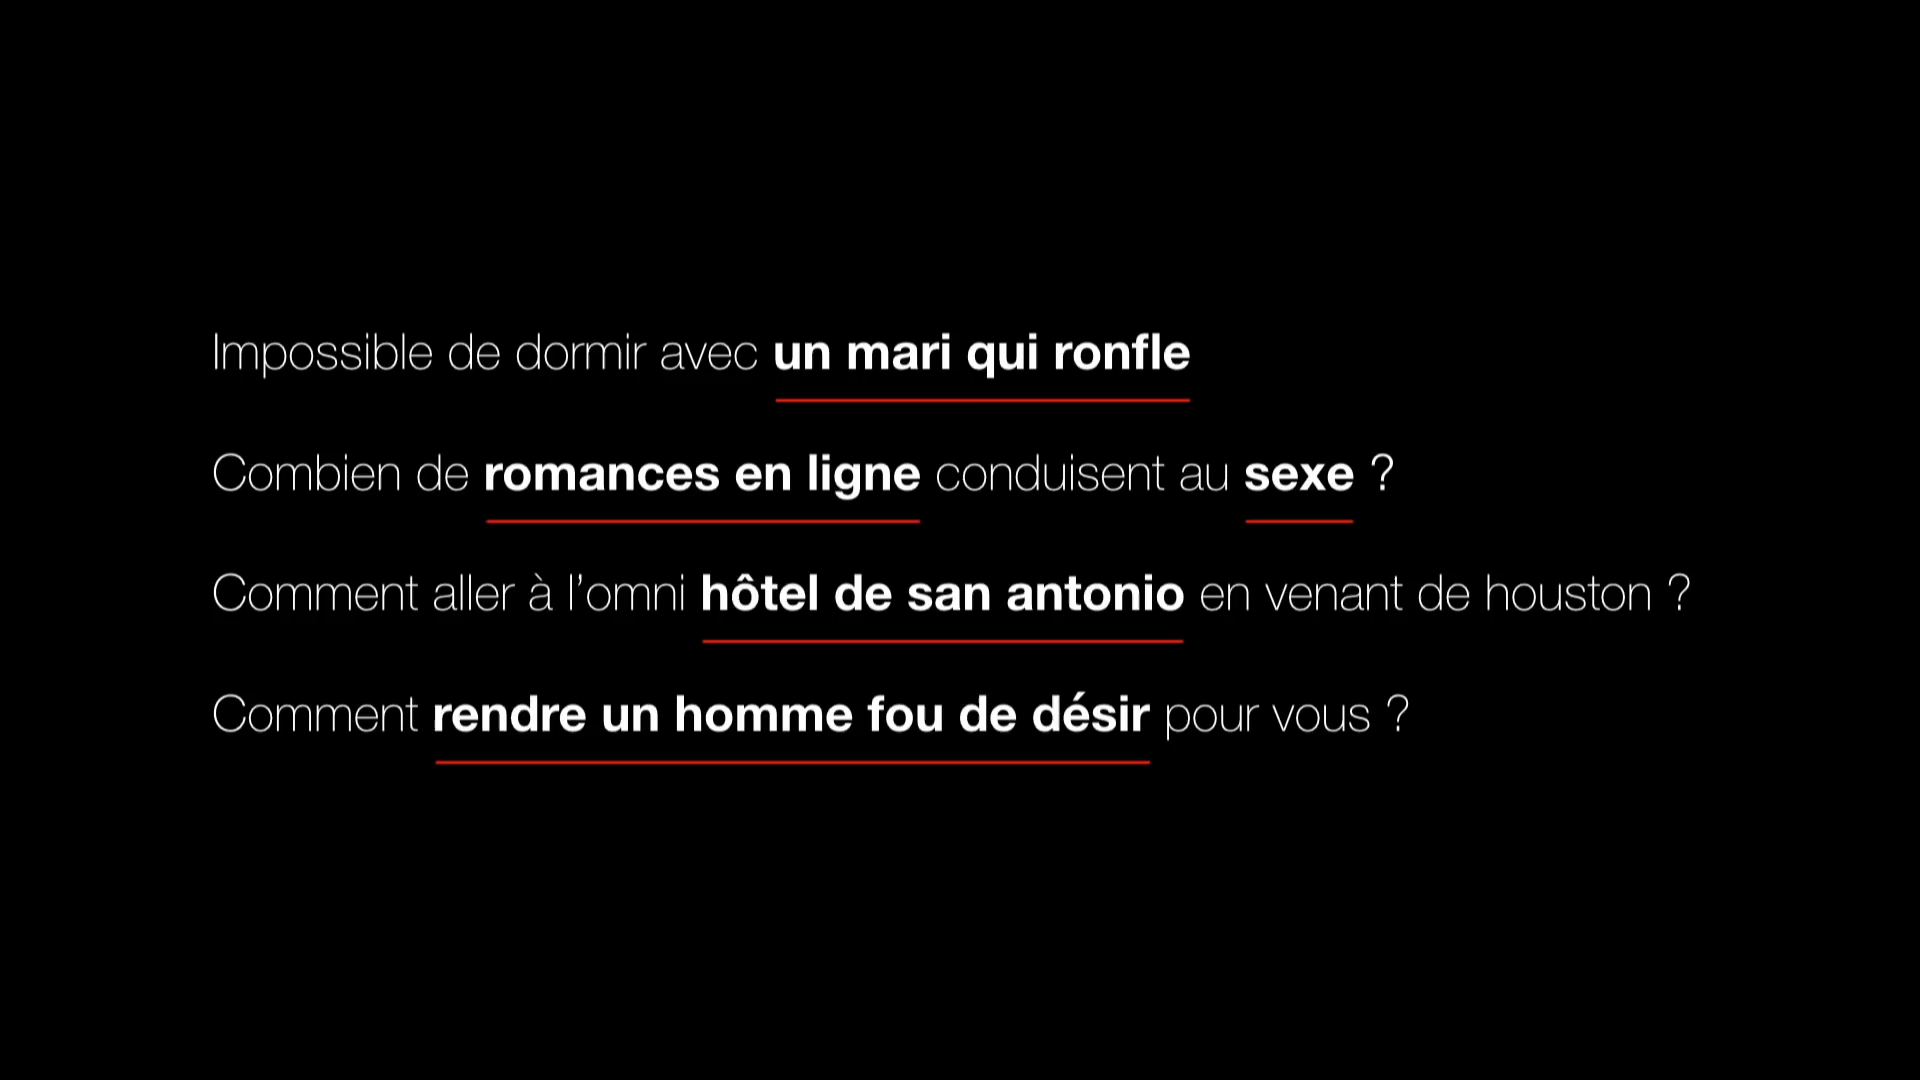 Impossible de dormir avec un mari qui ronfle
Combien de romances en ligne conduisent au sexe ?
Comment aller à l’omni hôtel de san antonio en venant de houston ?
Comment rendre un homme fou de désir pour vous ?